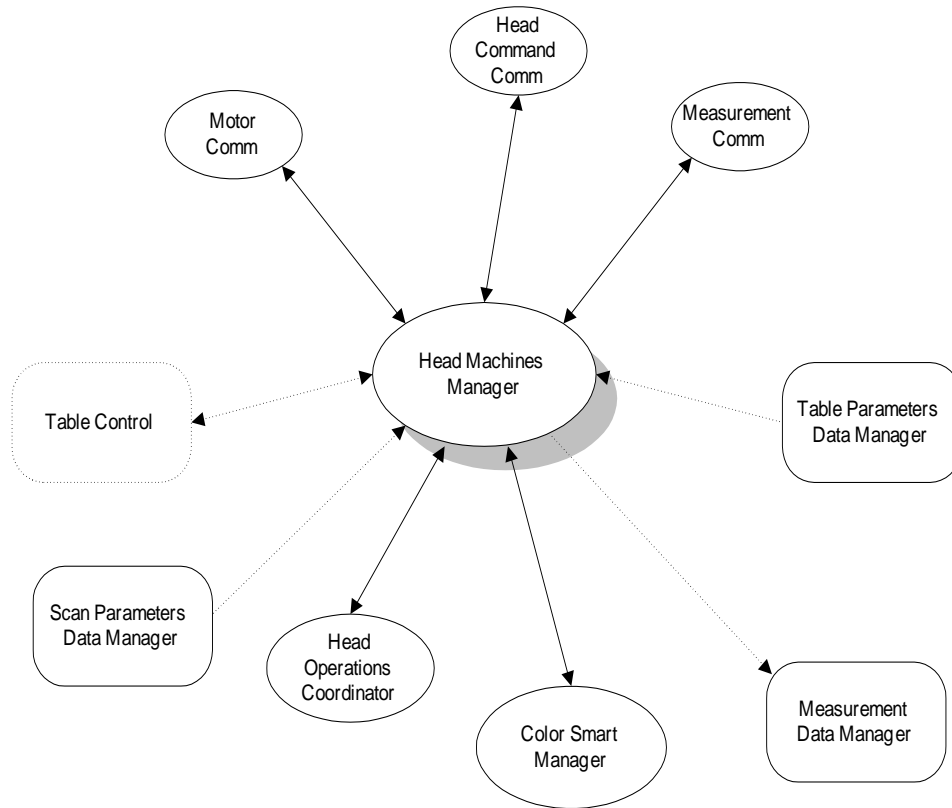 Head
Command
Comm
Motor
Comm
Measurement
Comm
Head Machines
Manager
Table Control
Table Parameters
Data Manager
Scan Parameters
Data Manager
Head
Operations
Coordinator
Color Smart
Manager
Measurement
Data Manager